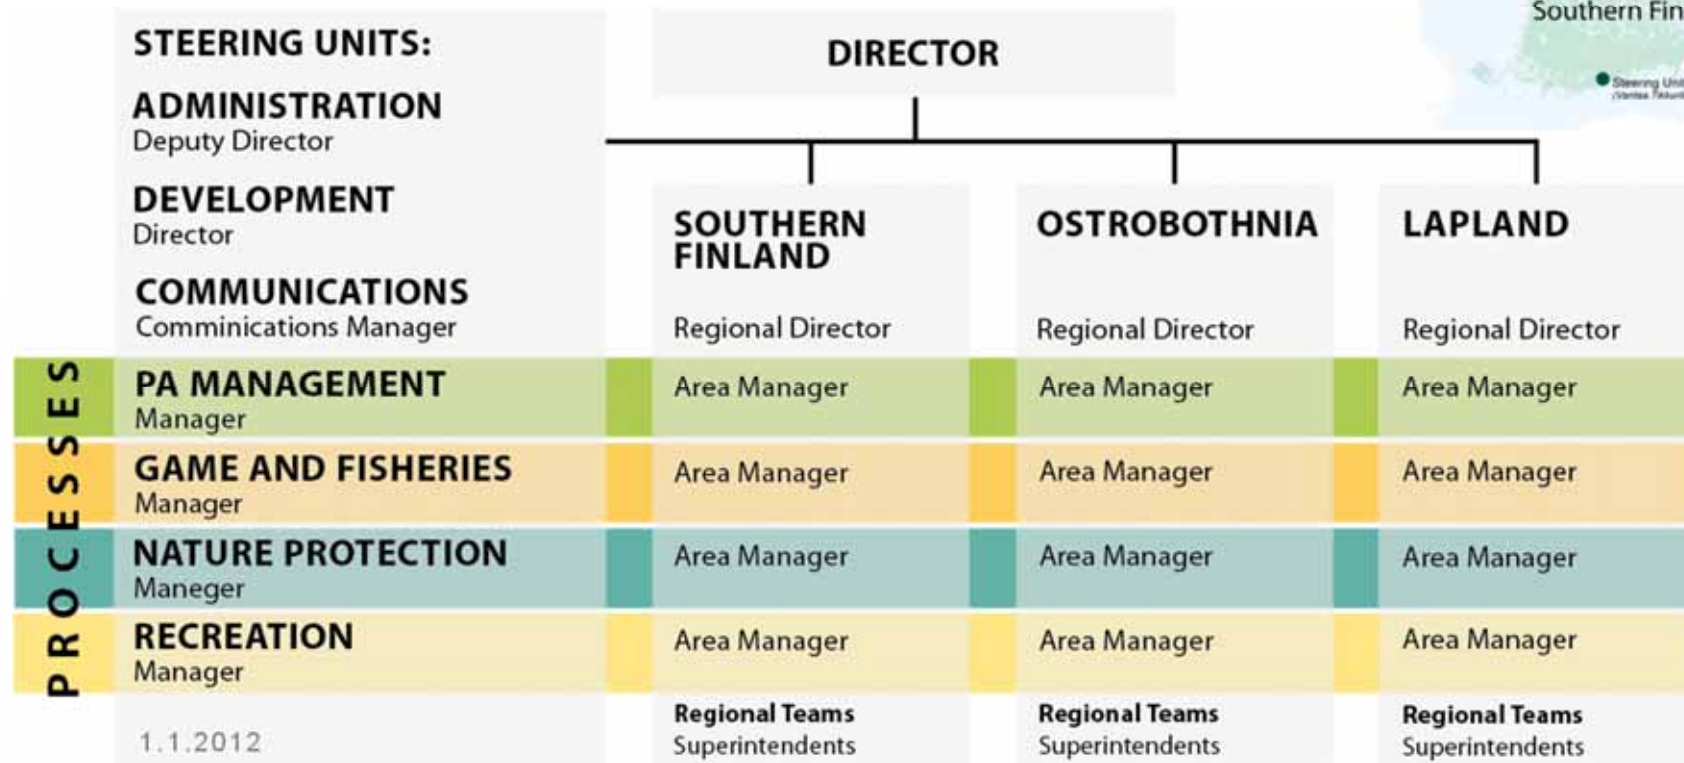 Southern Fin
Steering Unit
STEERING UNITS:
ADMINISTRATION
Deputy Director
DEVELOPMENT
Director
COMMUNICATIONS
Comminications Manager
DIRECTOR
SOUTHERN
FINLAND
Regional Director
OSTROBOTHNIA
Regional Director
LAPLAND
Regional Director
PROCESSES
PA MANAGEMENT
Manager
Area Manager
Area Manager
Area Manager
GAME AND FISHERIES
Manager
Area Manager
Area Manager
Area Manager
NATURE PROTECTION
Maneger
Area Manager
Area Manager
Area Manager
RECREATION
Manager
Area Manager
Area Manager
Area Manager
1.1.2012
Regional Teams
Superintendents
Regional Teams
Superintendents
Regional Teams
Superintendents